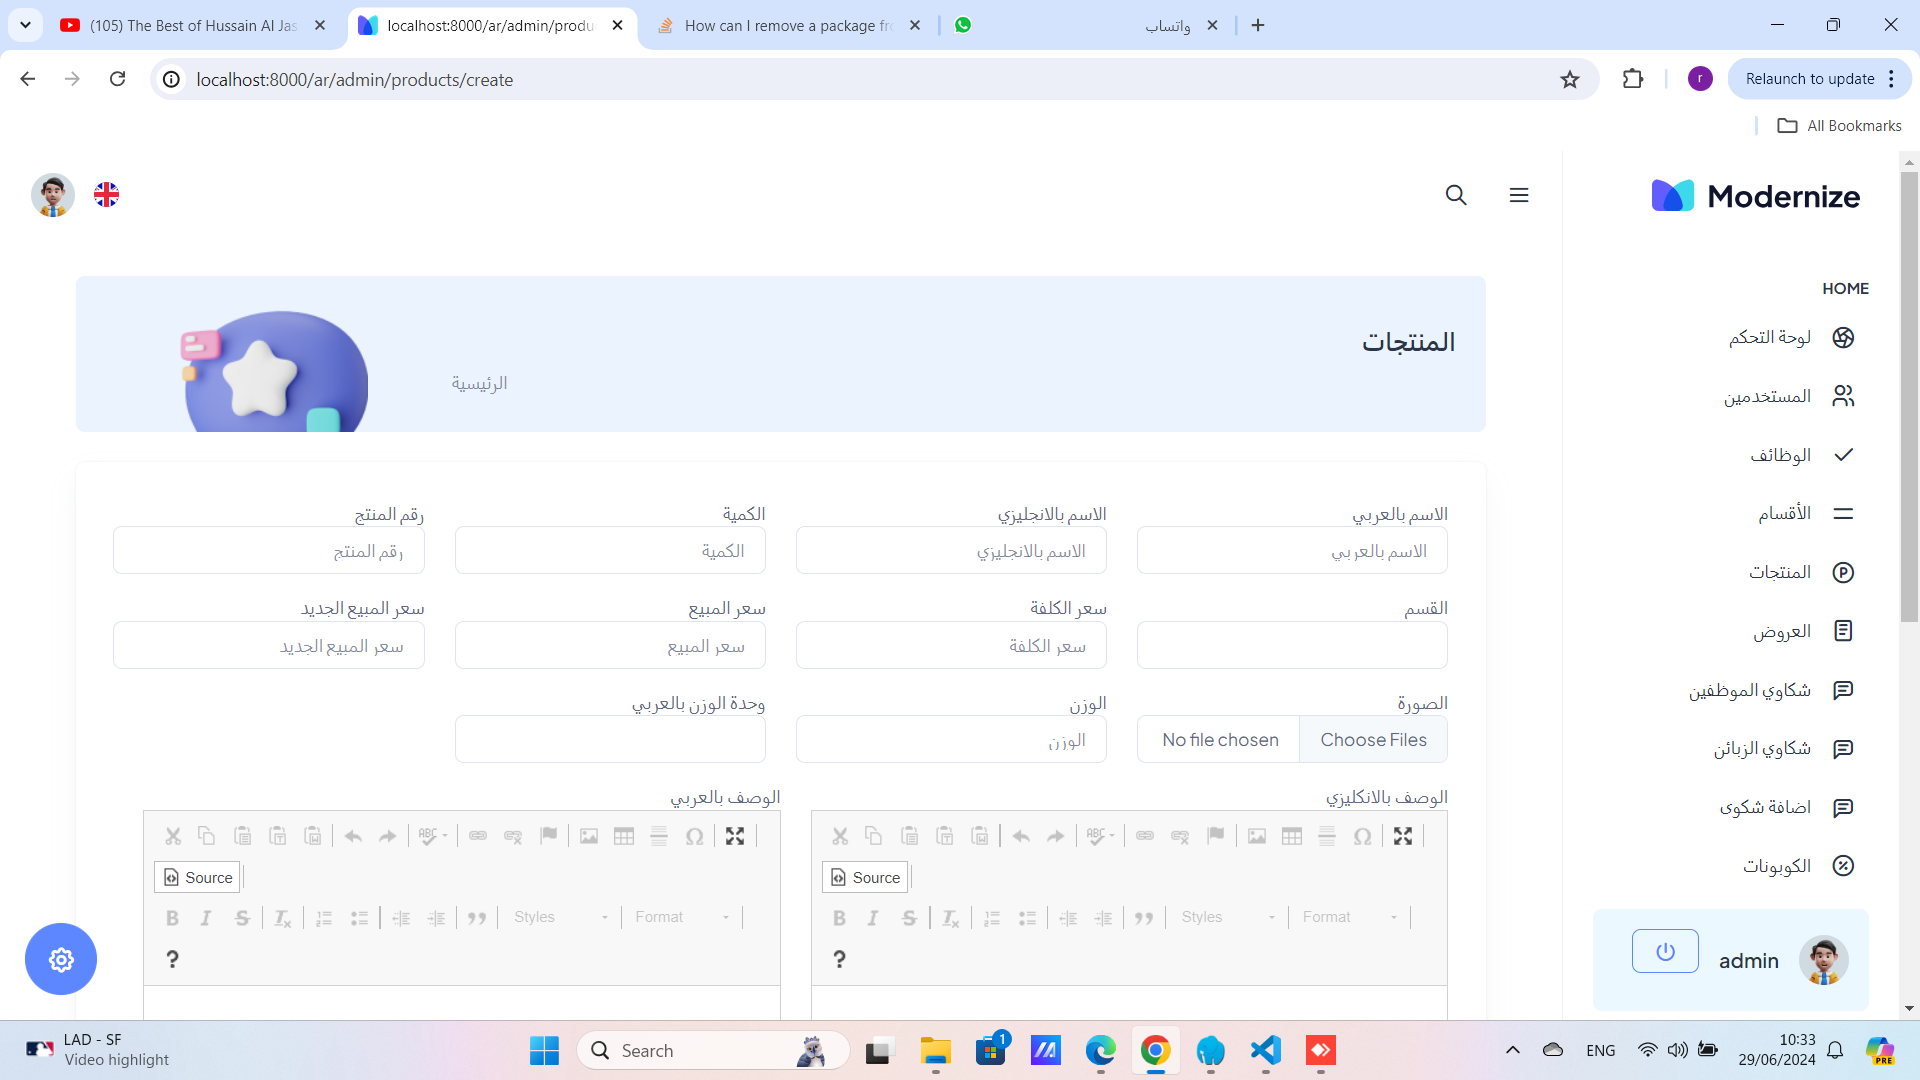 (105) The Best of Hussain Al Jas
localhost:8000/ar/admin/produ
How can I remove a package fr
واتساب
localhost:8000/ar/admin/products/create
r
Relaunch to update
All Bookmarks
Modernize
HOME
لوحة التحكم
المستخدمين
الوظائف
الأقسام
المنتجات
العروض
شكاوي الموظفين
شكاوي الزبائن
اضافة شكوى
الكوبونات
admin
المنتجات
الرئيسية
الاسم بالعربي
الاسم بالانجليزي
الكمية
رقم المنتج
الاسم بالعربي
الاسم بالانجليزي
الكمية
رقم المنتج
القسم
سعر الكلفة
سعر المبيع
سعر المبيع الجديد
سعر الكلفة
سعر المبيع
سعر المبيع الجديد
الصورة
الوزن
وحدة الوزن بالعربي
Choose Files
No file chosen
الوزن
الوصف بالانكليزي
الوصف بالعربي
Source
Source
Styles
Format
Styles
Format
LAD - SF
Video highlight
Search
1
ENG
10:33
29/06/2024
PRE